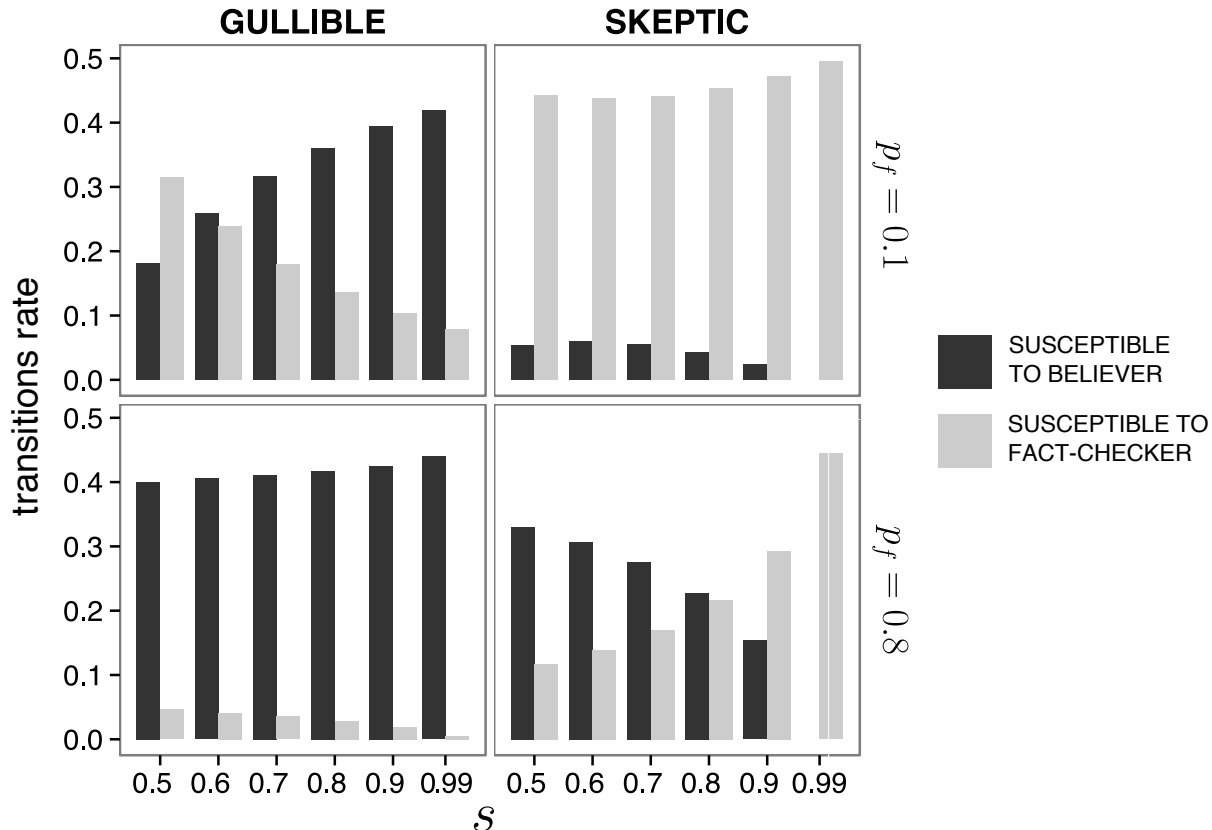 GULLIBLE SKEPTIC
0.5
0.4
0.3
0.2
0.1
0.0
p_f = 0.1
0.5
0.4
0.3
0.2
0.1
0.0
p_f = 0.8
transitions rate
0.5 0.6 0.7 0.8 0.9 0.99 0.5 0.6 0.7 0.8 0.9 0.99
s
SUSCEPTIBLE
TO BELIEVER
SUSCEPTIBLE TO
FACT-CHECKER